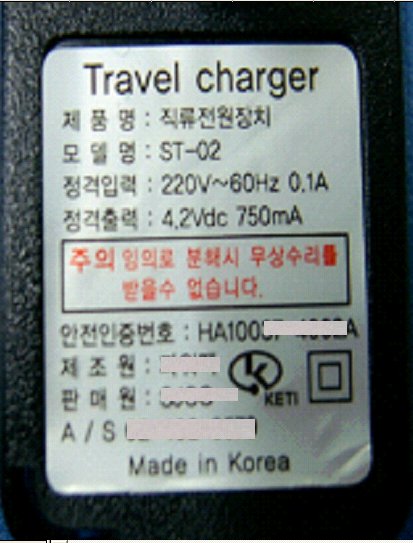 Travel charger
제 품 명 : 직류전원장치
모 델 명 : ST-02
정격입력 : 220V~60Hz 0.1A
정격출력 : 4.2Vdc 750mA
주의 임의로 분해시 무상수리를
받을수 없습니다.
안전인증번호 :
제 조 원 :
판 매 원 :
KETI
A / S
Made in Korea